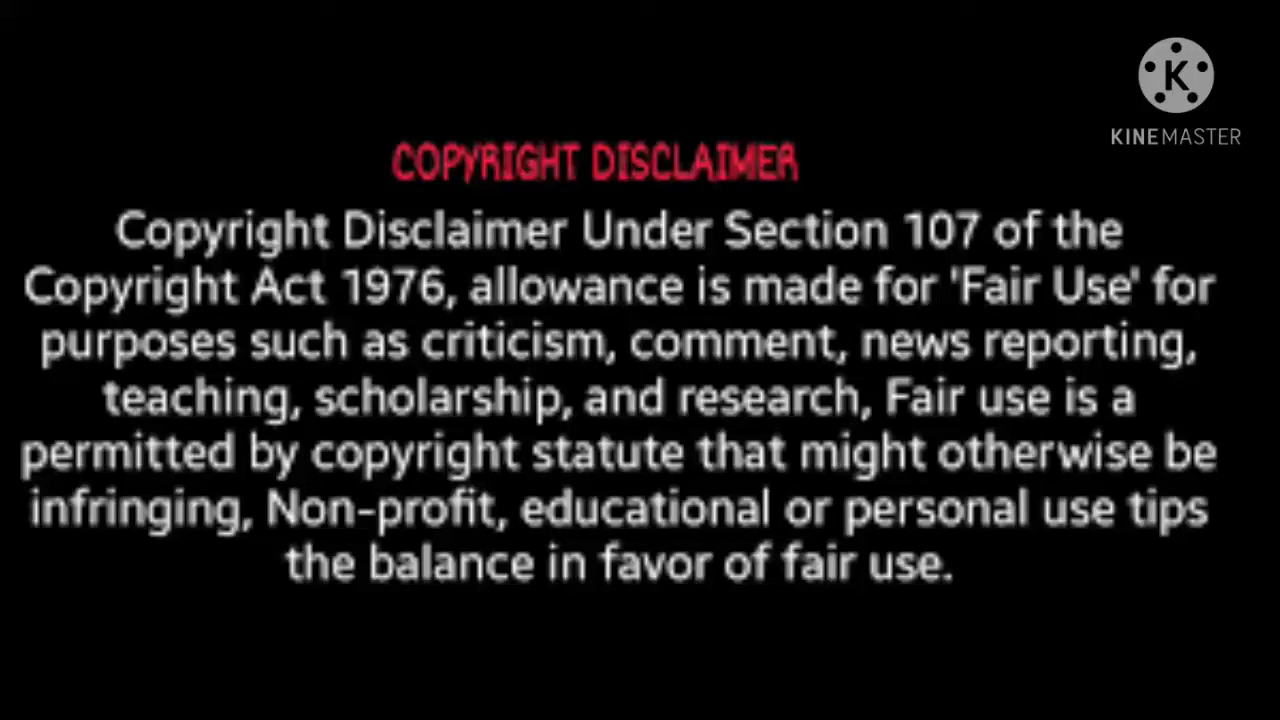 K
KINEMASTER
COPYRIGHT DISCLAIMER
Copyright Disclaimer Under Section 107 of the
Copyright Act 1976, allowance is made for 'Fair Use' for
purposes such as criticism, comment, news reporting,
teaching, scholarship, and research, Fair use is a
permitted by copyright statute that might otherwise be
infringing, Non-profit, educational or personal use tips
the balance in favor of fair use.